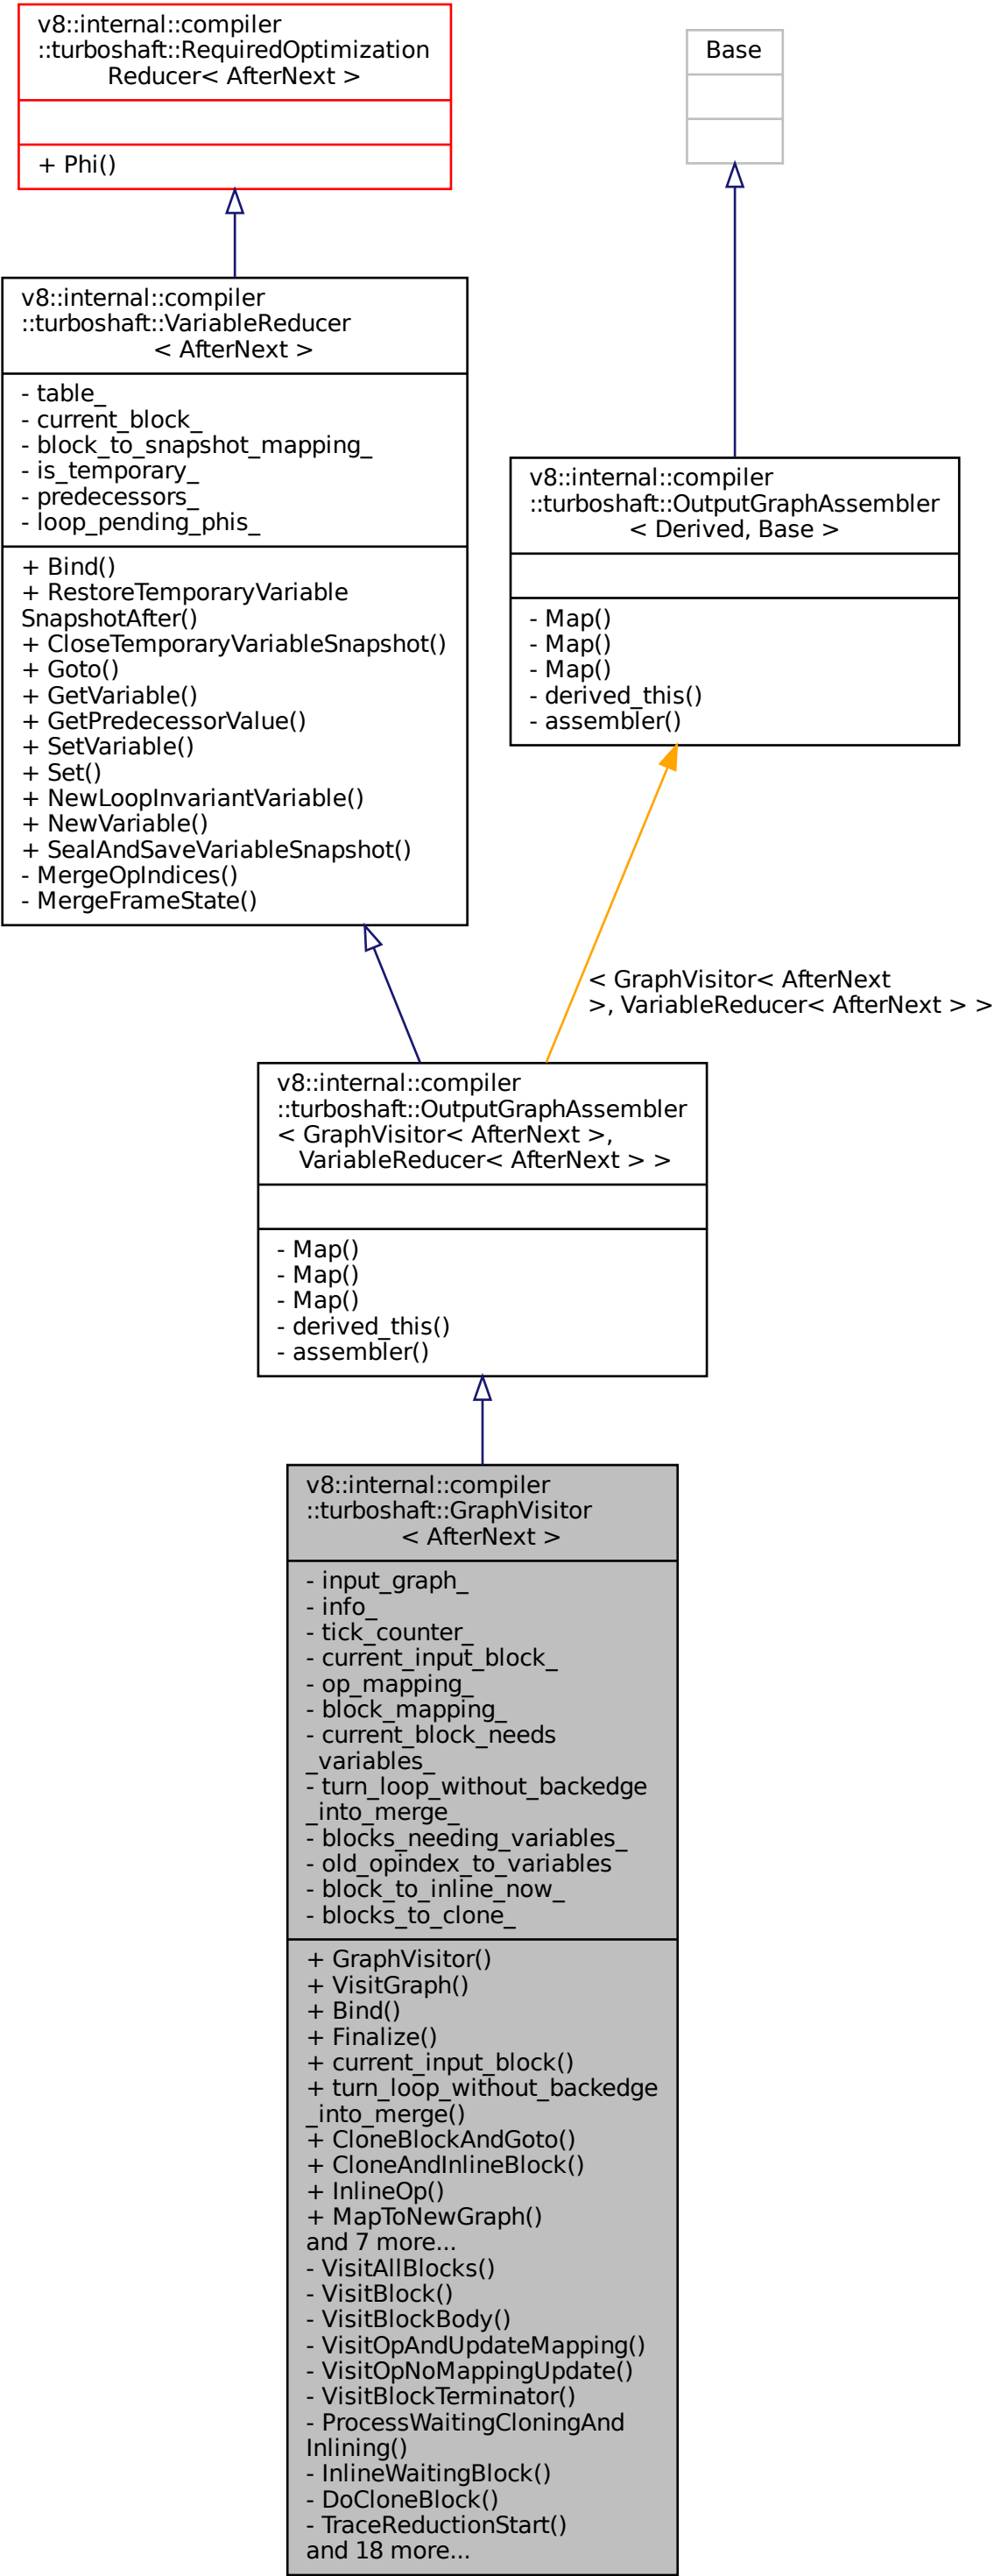 v8::internal::compiler
::turboshaft::RequiredOptimization
Reducer< AfterNext >
+ Phi()
Base
v8::internal::compiler
::turboshaft::VariableReducer
< AfterNext >
- table_
- current_block_
- block_to_snapshot_mapping_
- is_temporary_
- predecessors_
- loop_pending_phis_
+ Bind()
+ RestoreTemporaryVariable
SnapshotAfter()
+ CloseTemporaryVariableSnapshot()
+ Goto()
+ GetVariable()
+ GetPredecessorValue()
+ SetVariable()
+ Set()
+ NewLoopInvariantVariable()
+ NewVariable()
+ SealAndSaveVariableSnapshot()
- MergeOpIndices()
- MergeFrameState()
v8::internal::compiler
::turboshaft::OutputGraphAssembler
< Derived, Base >
- Map()
- Map()
- Map()
- derived_this()
- assembler()
< GraphVisitor< AfterNext
>, VariableReducer< AfterNext > >
v8::internal::compiler
::turboshaft::OutputGraphAssembler
< GraphVisitor< AfterNext >,
VariableReducer< AfterNext > >
- Map()
- Map()
- Map()
- derived_this()
- assembler()
v8::internal::compiler
::turboshaft::GraphVisitor
< AfterNext >
- input_graph_
- info_
- tick_counter_
- current_input_block_
- op_mapping_
- block_mapping_
- current_block_needs
_variables_
- turn_loop_without_backedge
_into_merge_
- blocks_needing_variables_
- old_opindex_to_variables
- block_to_inline_now_
- blocks_to_clone_
+ GraphVisitor()
+ VisitGraph()
+ Bind()
+ Finalize()
+ current_input_block()
+ turn_loop_without_backedge
_into_merge()
+ CloneBlockAndGoto()
+ CloneAndInlineBlock()
+ InlineOp()
+ MapToNewGraph()
and 7 more...
- VisitAllBlocks()
- VisitBlock()
- VisitBlockBody()
- VisitOpAndUpdateMapping()
- VisitOpNoMappingUpdate()
- VisitBlockTerminator()
- ProcessWaitingCloningAnd
Inlining()
- InlineWaitingBlock()
- DoCloneBlock()
- TraceReductionStart()
and 18 more...